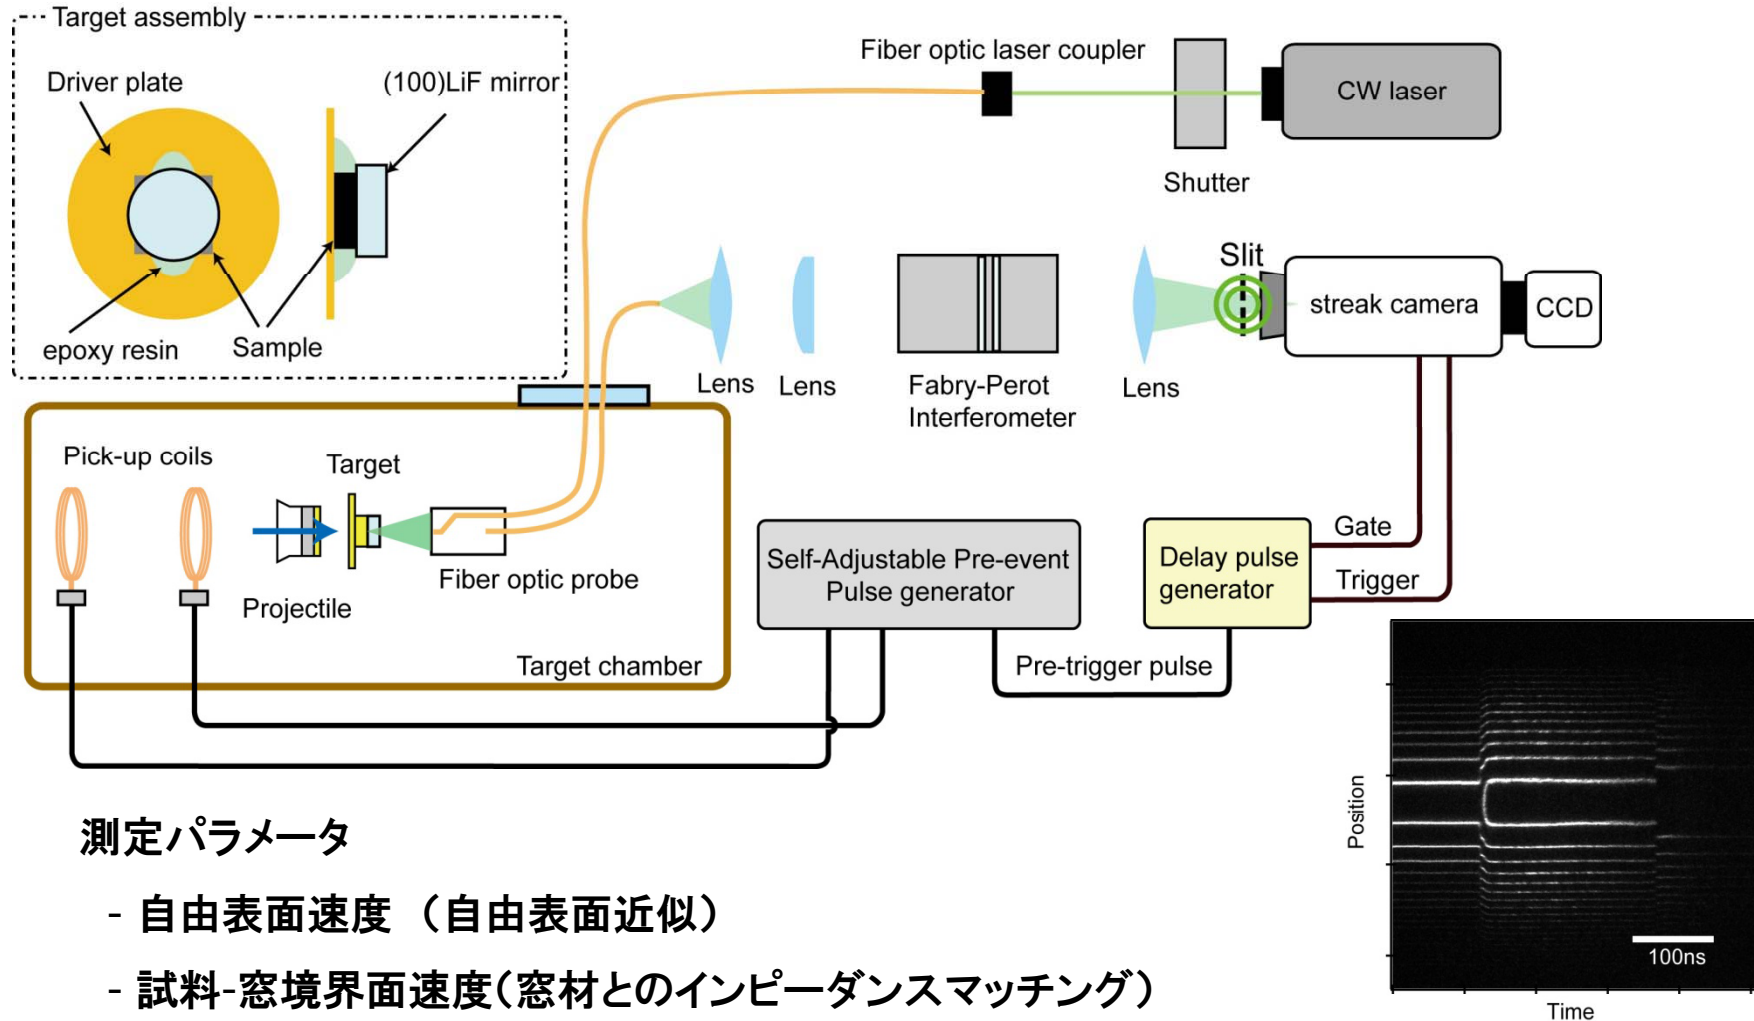 Target assembly
Driver plate
(100)LiF mirror
epoxy resin
Sample
Fiber optic laser coupler
CW laser
Shutter
Slit
streak camera
CCD
Lens
Lens
Fabry-Perot
Interferometer
Lens
Pick-up coils
Target
Projectile
Fiber optic probe
Target chamber
Self-Adjustable Pre-event
Pulse generator
Delay pulse
generator
Gate
Trigger
Pre-trigger pulse
Position
100ns
Time
測定パラメータ
- 自由表面速度 （自由表面近似）
- 試料-窓境界面速度（窓材とのインピーダンスマッチング）